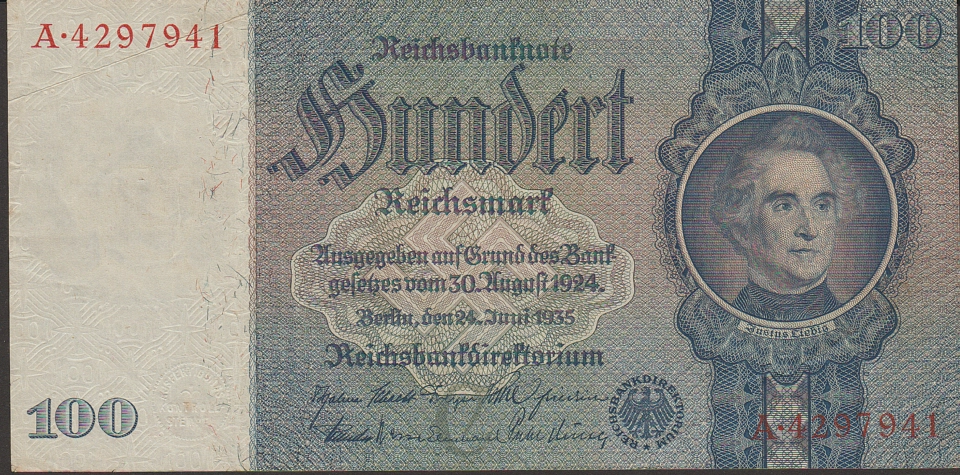 A·4297941
100
Reichsbanknote
Hundert
Reichsmark
Ausgegeben auf Grund des Bank-
gesetzes vom 30. August 1924.
Berlin, den 24. Juni 1935
Reichsbankdirektorium
Justus Liebig
REICHSBANKDIREKTORIUM
100
A·4297941